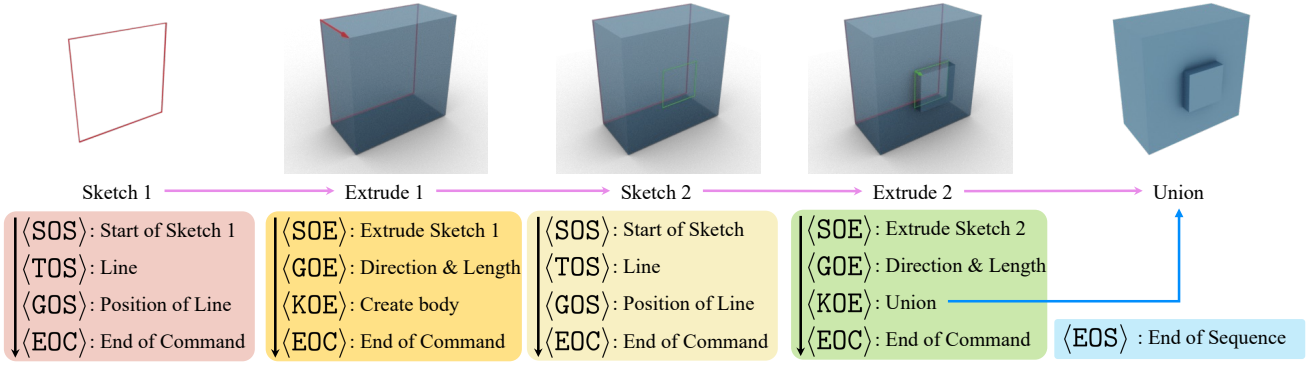 Sketch 1
Extrude 1
Sketch 2
Extrude 2
Union
⟨SOS⟩: Start of Sketch 1
⟨TOS⟩: Line
⟨GOS⟩: Position of Line
⟨EOC⟩: End of Command
⟨SOE⟩: Extrude Sketch 1
⟨GOE⟩: Direction & Length
⟨KOE⟩: Create body
⟨EOC⟩: End of Command
⟨SOS⟩: Start of Sketch
⟨TOS⟩: Line
⟨GOS⟩: Position of Line
⟨EOC⟩: End of Command
⟨SOE⟩: Extrude Sketch 2
⟨GOE⟩: Direction & Length
⟨KOE⟩: Union
⟨EOC⟩: End of Command
⟨EOS⟩: End of Sequence